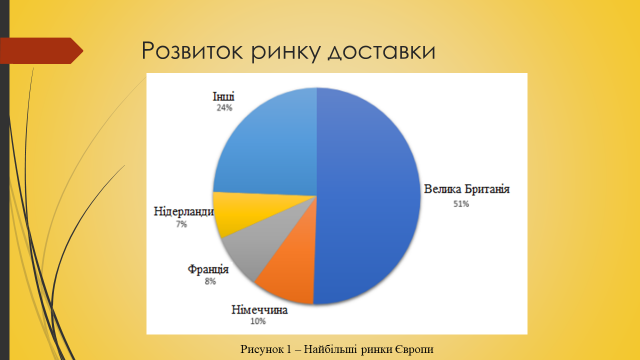 Розвиток ринку доставки
Інші
24%
Велика Британія
51%
Нідерланди
7%
Франція
8%
Німеччина
10%
Рисунок 1 – Найбільші ринки Європи